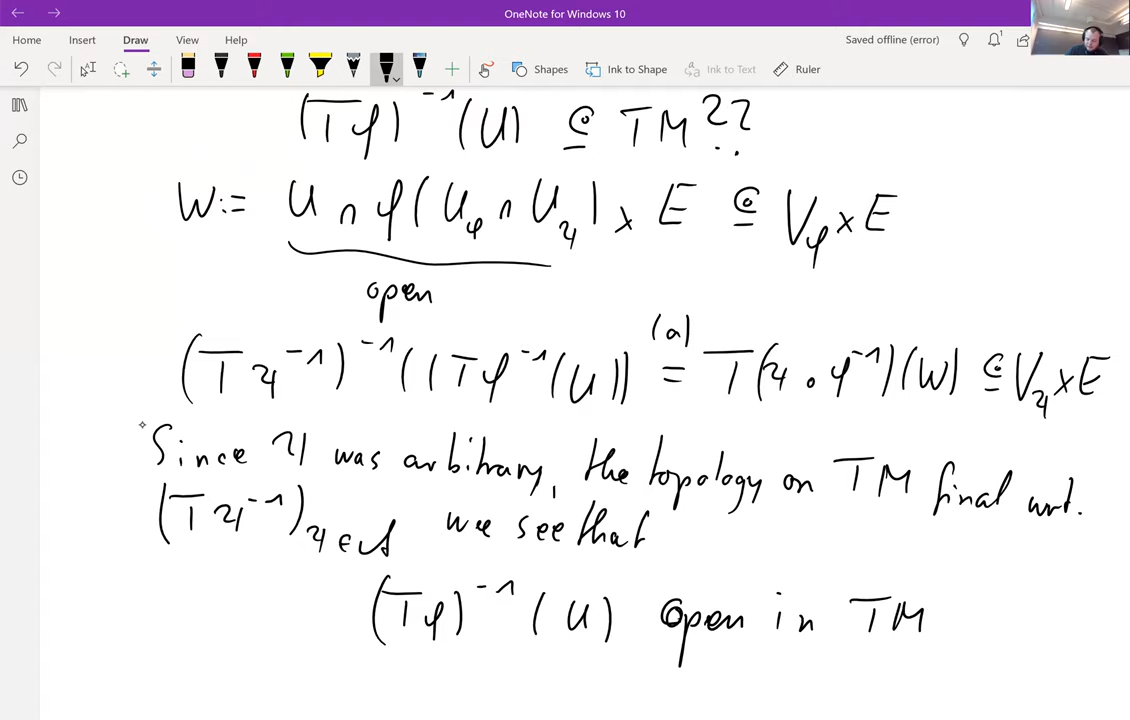 OneNote for Windows 10
Home Insert Draw View Help Saved offline (error)
Shapes Ink to Shape Ink to Text Ruler
(Tφ)⁻¹(U) ⊆ TM ??
W := U ∩ φ(U_φ ∩ U_ψ) × E ⊆ V_φ × E
open
(a)
(Tψ⁻¹)⁻¹((Tφ⁻¹(U)) = T(ψ ∘ φ⁻¹)(W) ⊆ V_ψ × E
Since ψ was arbitrary, the topology on TM final wrt.
(Tψ⁻¹)_ψ∈A we see that
(Tφ)⁻¹(U) open in TM